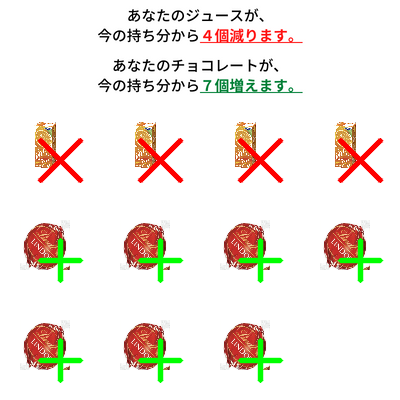 あなたのジュースが、
今の持ち分から４個減ります。
あなたのチョコレートが、
今の持ち分から７個増えます。